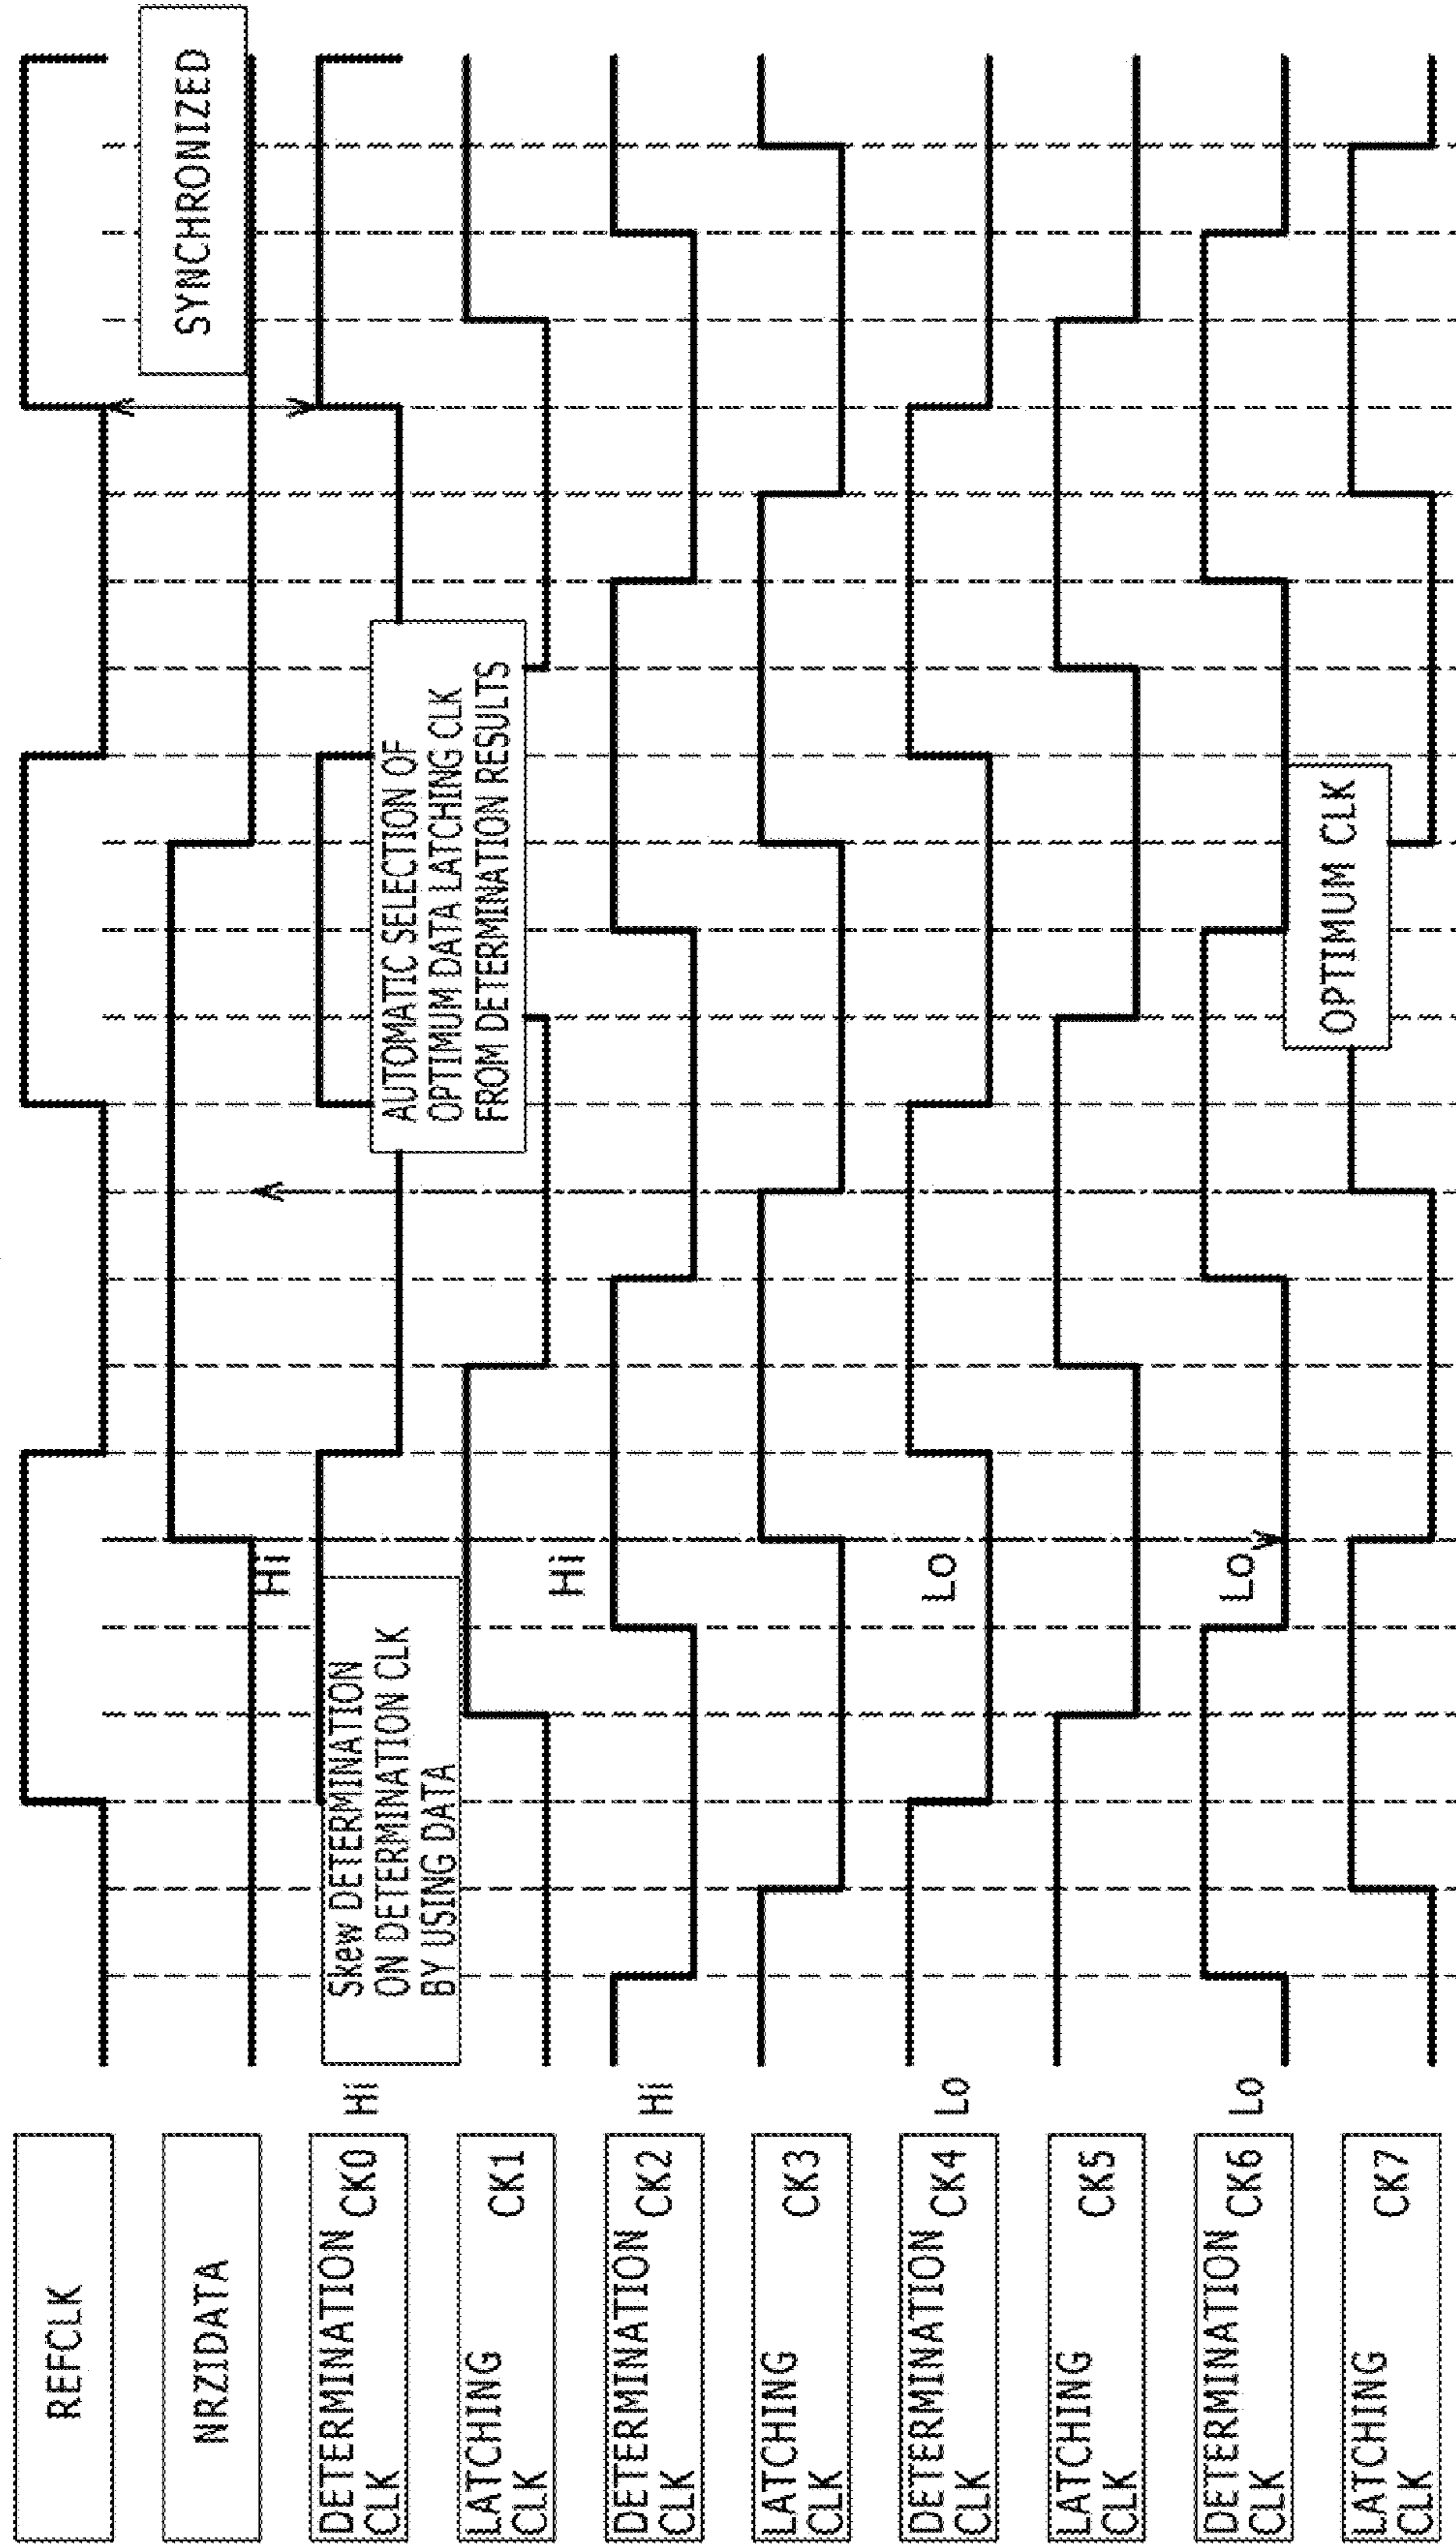 REFCLK
NRZIDATA
SYNCHRONIZED
Hi
DETERMINATION
CLK
CK0
Hi
Skew DETERMINATION
ON DETERMINATION CLK
BY USING DATA
AUTOMATIC SELECTION OF
OPTIMUM DATA LATCHING CLK
FROM DETERMINATION RESULTS
LATCHING
CLK
CK1
Hi
DETERMINATION
CLK
CK2
Hi
LATCHING
CLK
CK3
DETERMINATION
CLK
CK4
Lo
Lo
LATCHING
CLK
CK5
DETERMINATION
CLK
CK6
Lo
Lo
LATCHING
CLK
CK7
OPTIMUM CLK